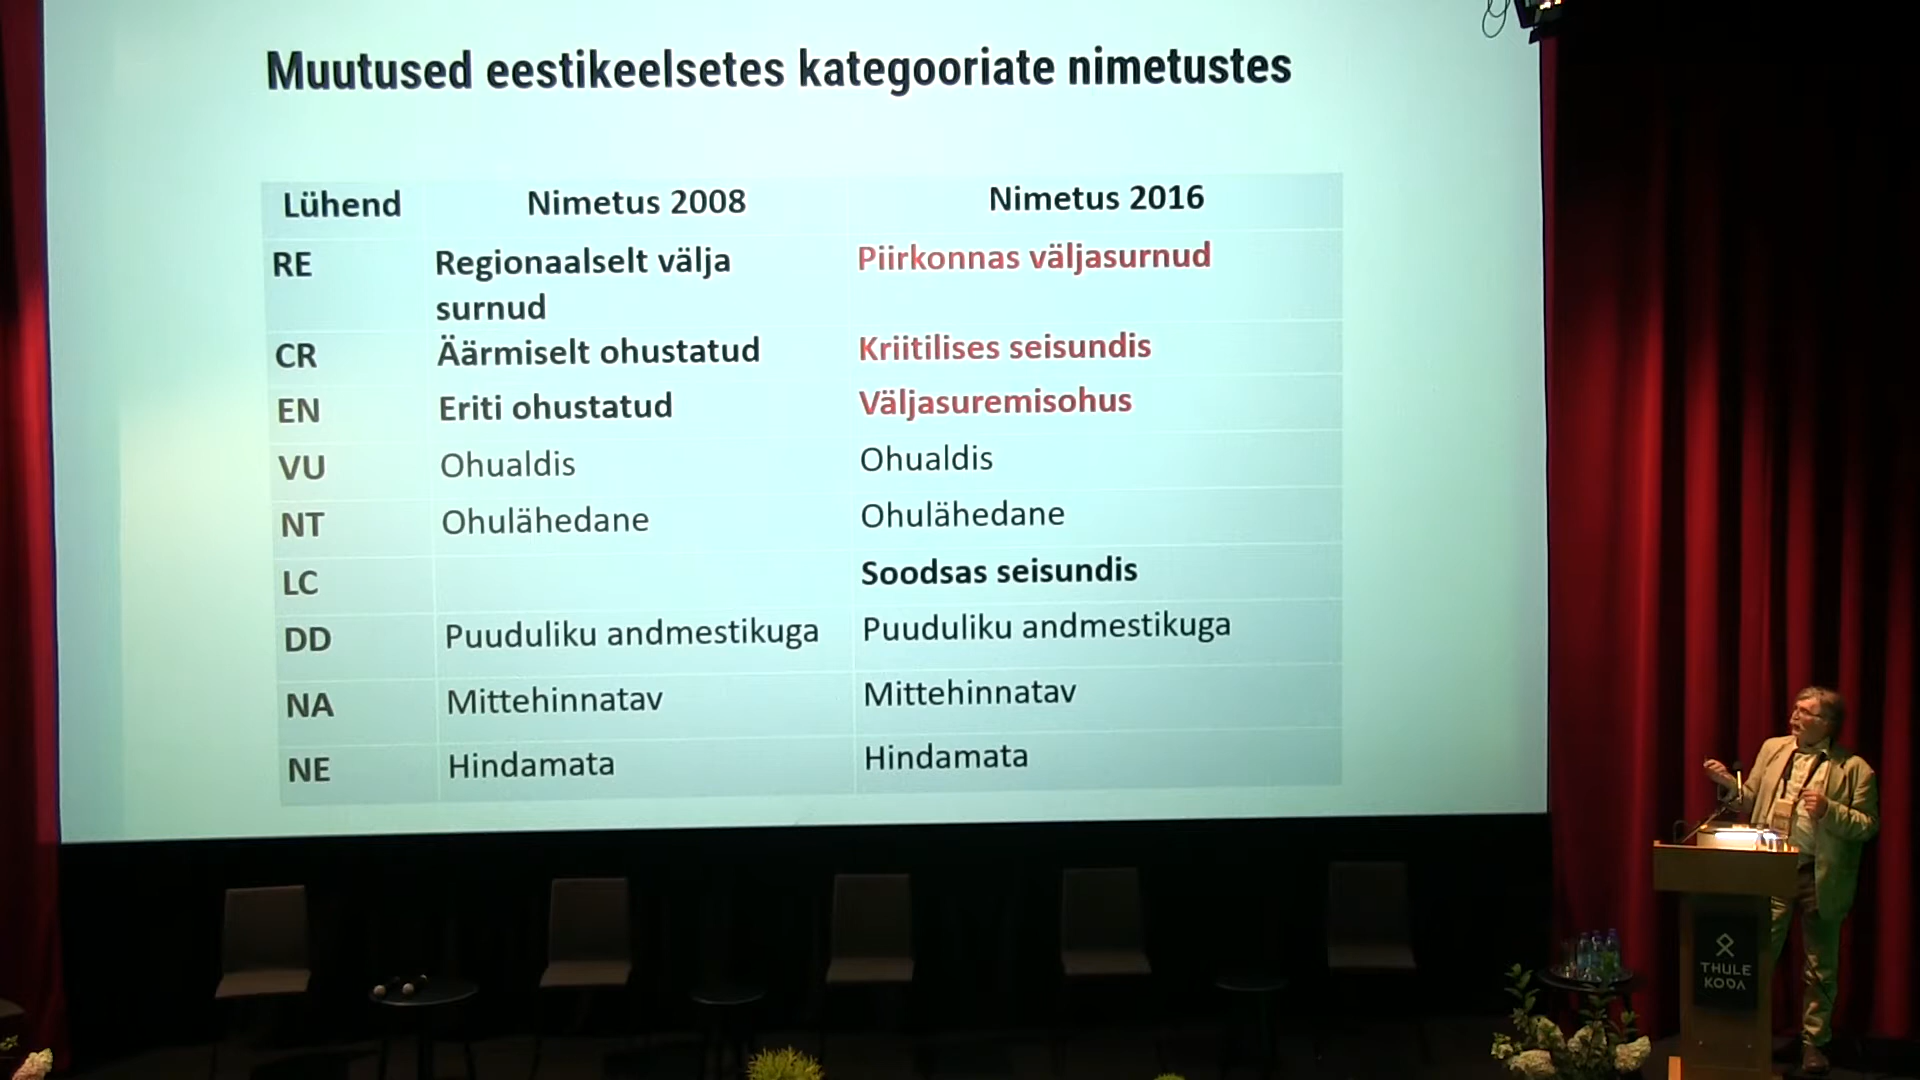 Muutused eestikeelsetes kategooriate nimetustes
Lühend Nimetus 2008 Nimetus 2016
RE Regionaalselt välja surnud Piirkonnas väljasurnud
CR Äärmiselt ohustatud Kriitilises seisundis
EN Eriti ohustatud Väljasuremisohus
VU Ohualdis Ohualdis
NT Ohulähedane Ohulähedane
LC Soodsas seisundis
DD Puuduliku andmestikuga Puuduliku andmestikuga
NA Mittehinnatav Mittehinnatav
NE Hindamata Hindamata
THULE
KODA